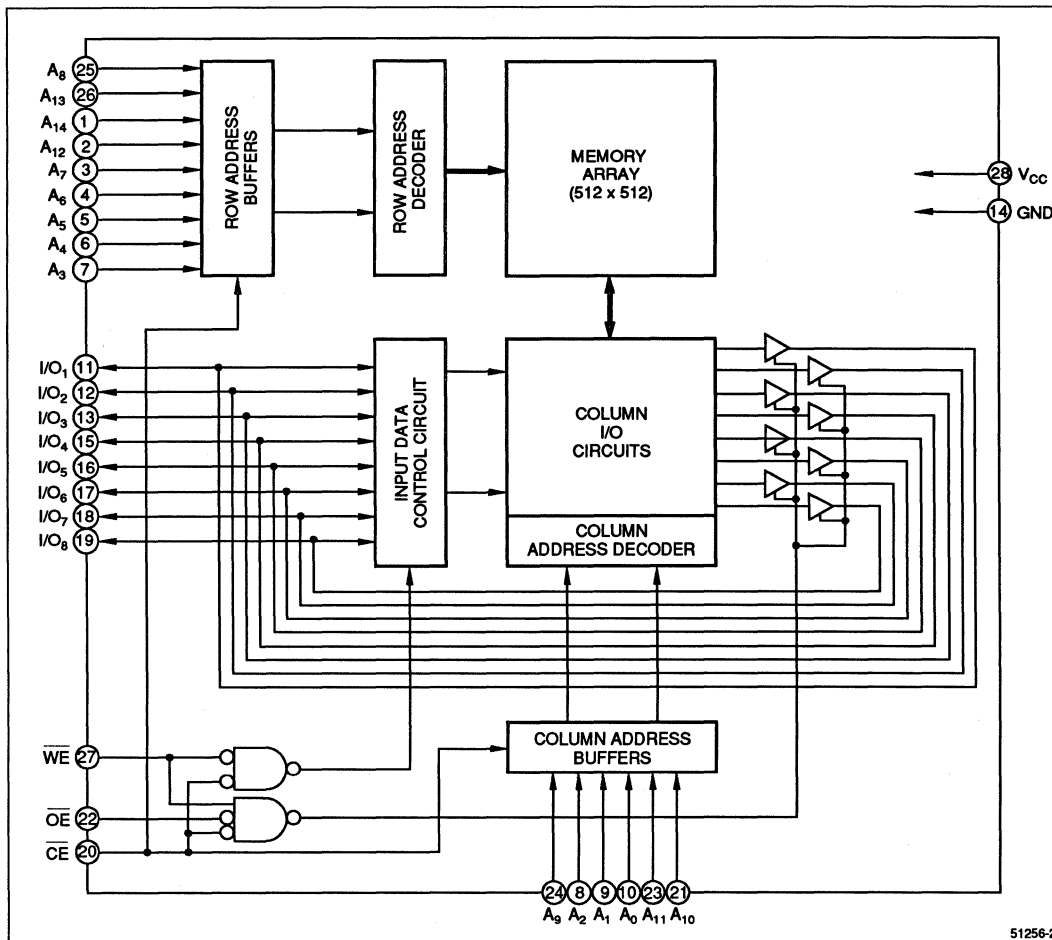 A8 25
A13 26
A14 1
A12 2
A7 3
A6 4
A5 5
A4 6
A3 7
ROW ADDRESS
BUFFERS
ROW ADDRESS
DECODER
MEMORY
ARRAY
(512 x 512)
28 VCC
14 GND
I/O1 11
I/O2 12
I/O3 13
I/O4 15
I/O5 16
I/O6 17
I/O7 18
I/O8 19
INPUT DATA
CONTROL CIRCUIT
COLUMN
I/O
CIRCUITS
COLUMN
ADDRESS DECODER
W̅E̅ 27
O̅E̅ 22
C̅E̅ 20
COLUMN ADDRESS
BUFFERS
24 8 9 10 23 21
A9 A2 A1 A0 A11 A10
51256-2